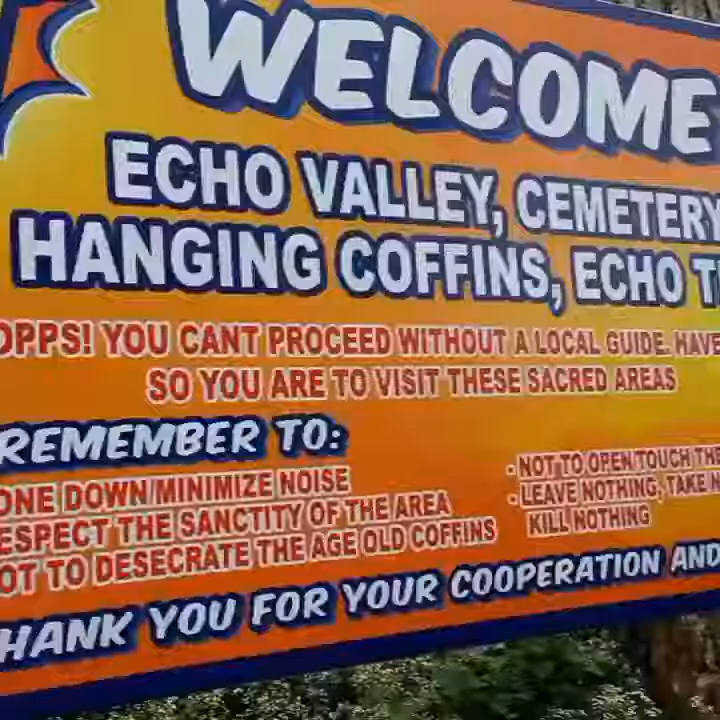 WELCOME
ECHO VALLEY, CEMETERY
HANGING COFFINS, ECHO
OPPS! YOU CANT PROCEED WITHOUT A LOCAL GUIDE. HAVE
SO YOU ARE TO VISIT THESE SACRED AREAS
REMEMBER TO:
ONE DOWN/MINIMIZE NOISE
ESPECT THE SANCTITY OF THE AREA
OT TO DESECRATE THE AGE OLD COFFINS
- NOT TO OPEN/TOUCH THE
- LEAVE NOTHING, TAKE N
KILL NOTHING
HANK YOU FOR YOUR COOPERATION AND